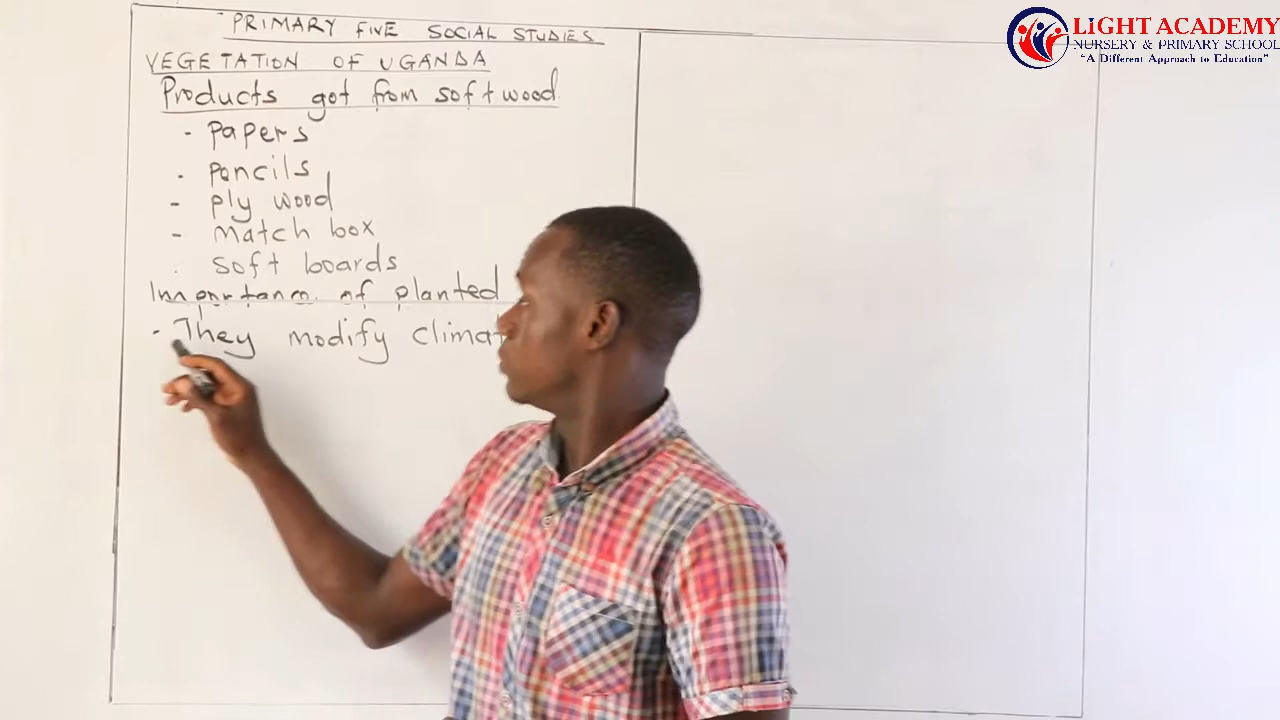 PRIMARY FIVE SOCIAL STUDIES
VEGETATION OF UGANDA
Products got from softwood
- papers
- pencils
- ply wood
- match box
. soft boards
Importance of planted
- They modify climat
LIGHT ACADEMY
NURSERY & PRIMARY SCHOOL
"A Different Approach to Education"